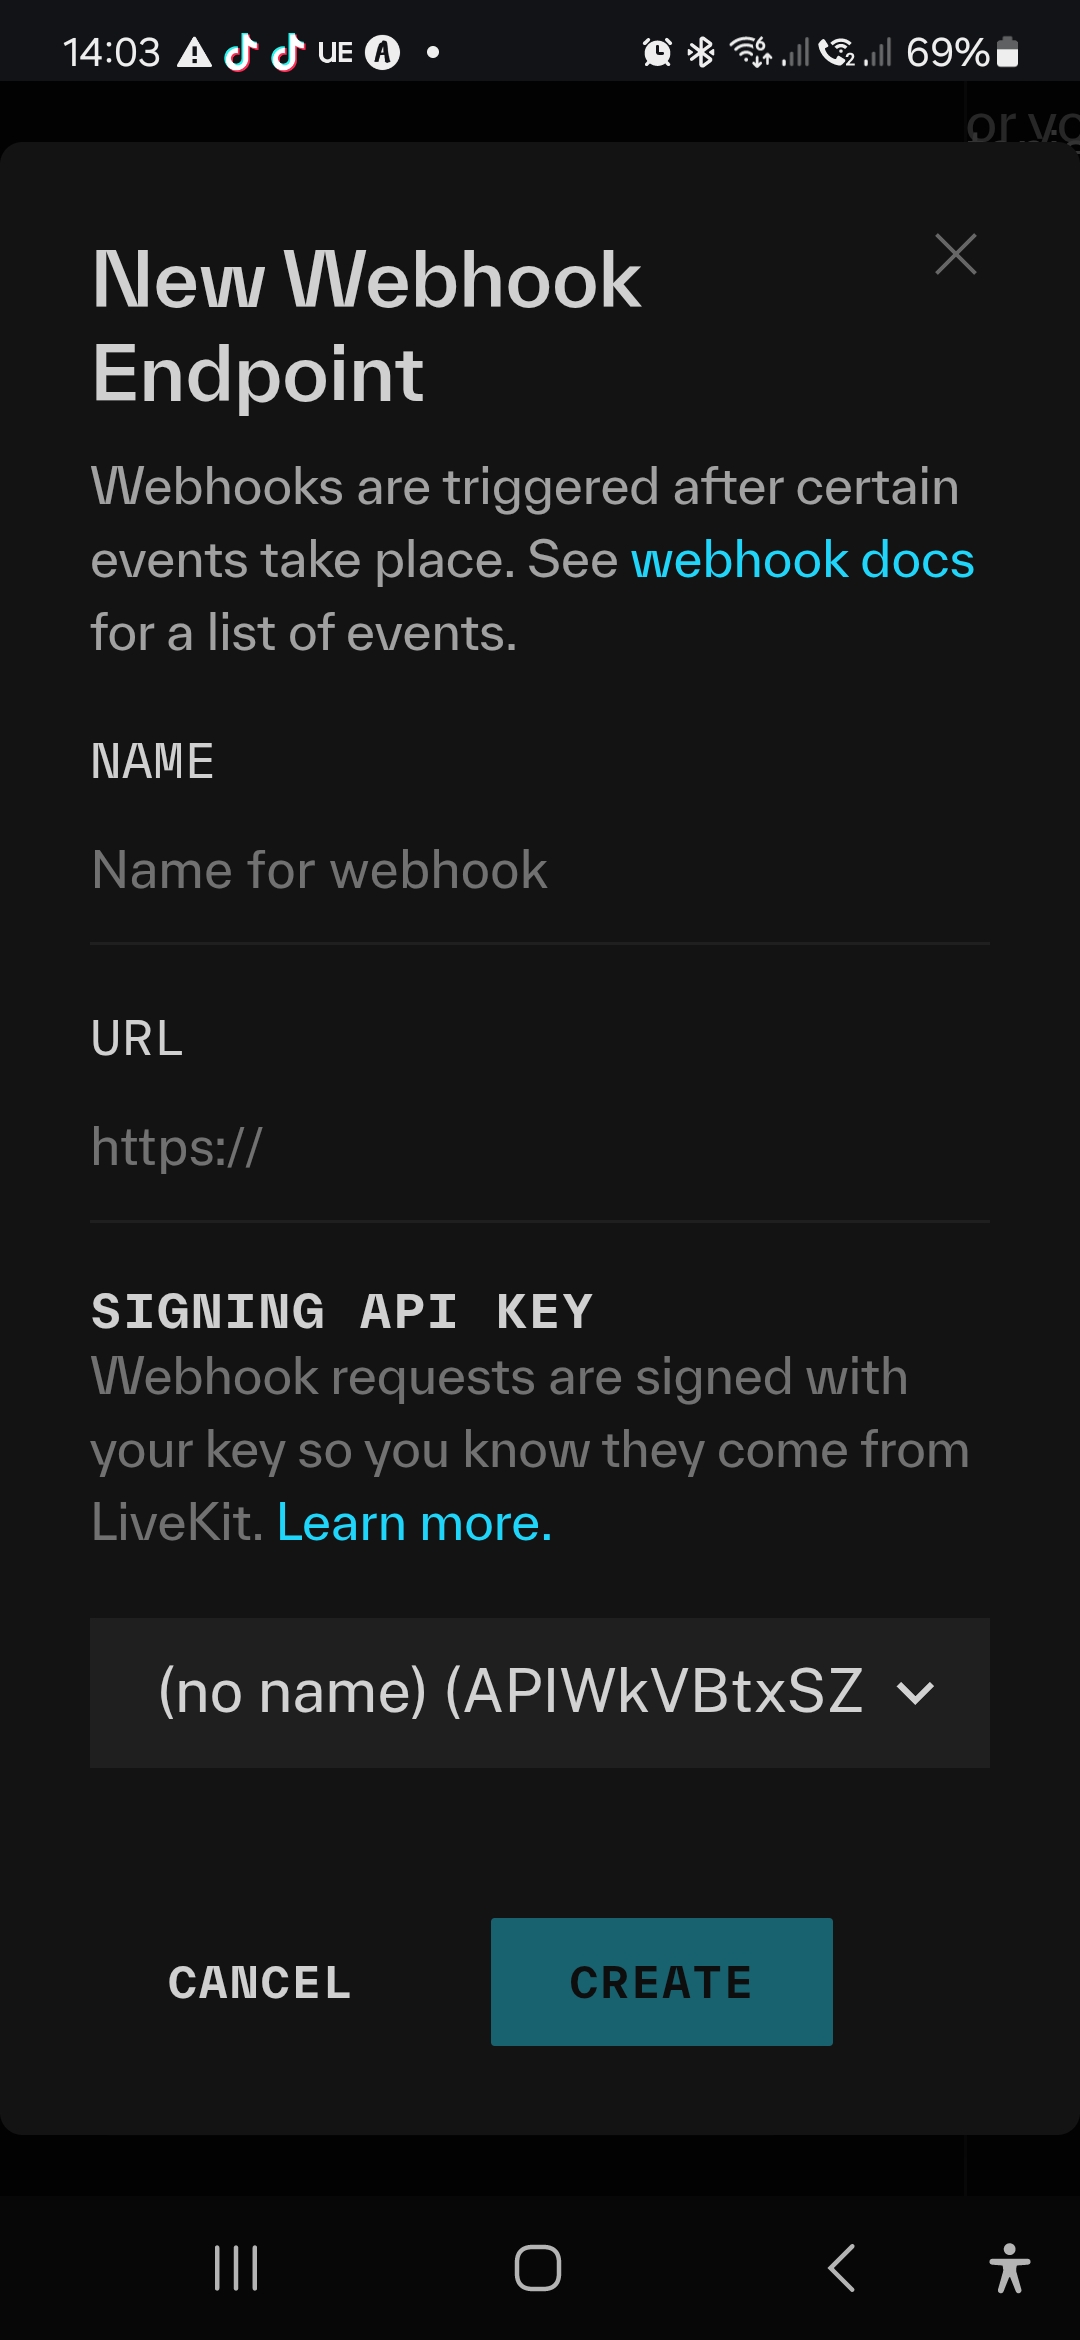 14:03 UE A 6 2 69%
or yo
New Webhook
Endpoint
Webhooks are triggered after certain
events take place. See webhook docs
for a list of events.
NAME
Name for webhook
URL
https://
SIGNING API KEY
Webhook requests are signed with
your key so you know they come from
LiveKit. Learn more.
(no name) (APIWkVBtxSZ
CANCEL
CREATE